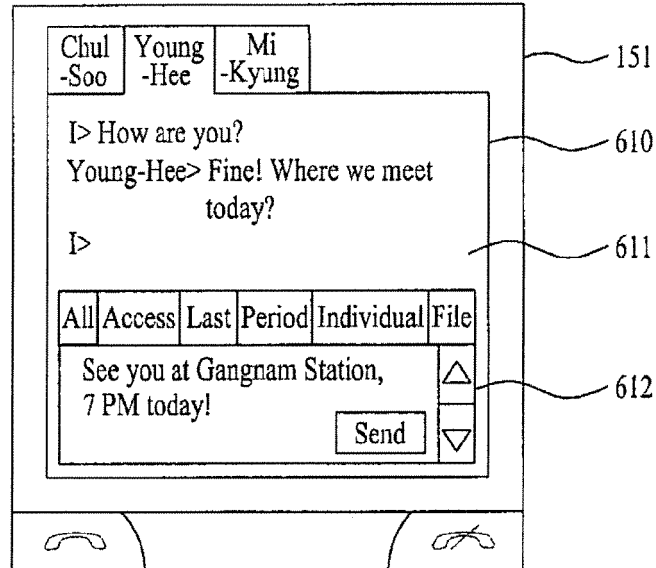 Chul
-Soo
Young
-Hee
Mi
-Kyung
151
I> How are you?
610
Young-Hee> Fine! Where we meet
today?
I>
611
All Access Last Period Individual File
See you at Gangnam Station,
7 PM today!
612
Send